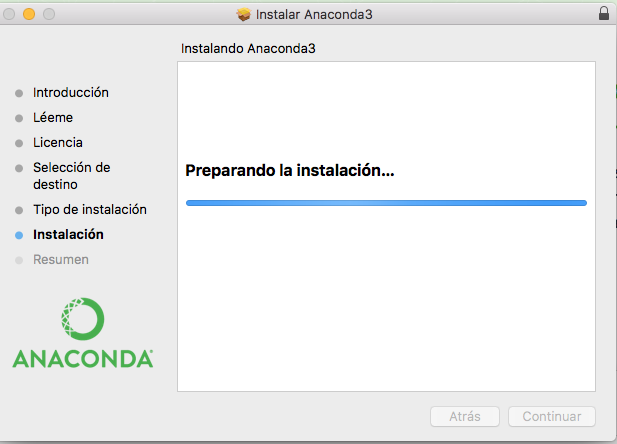 Instalar Anaconda3
Instalando Anaconda3
Introducción
Léeme
Licencia
Selección de
destino
Tipo de instalación
Instalación
Resumen
Preparando la instalación...
ANACONDA
Atrás
Continuar